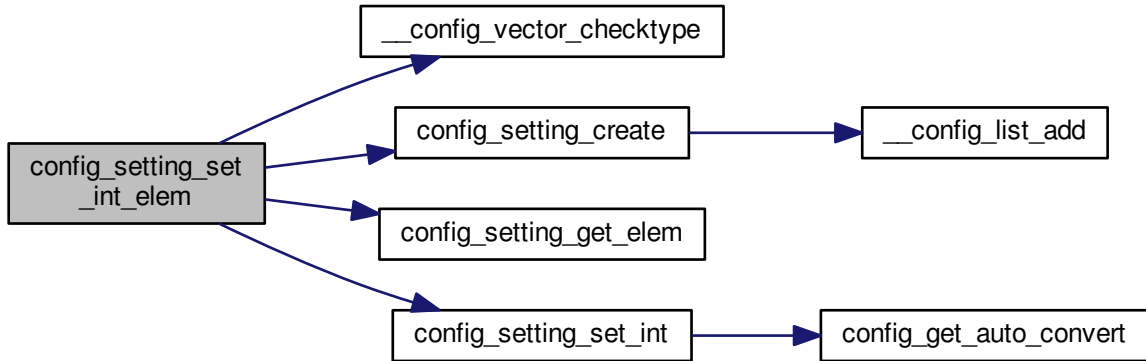 __config_vector_checktype
config_setting_create
__config_list_add
config_setting_set
_int_elem
config_setting_get_elem
config_setting_set_int
config_get_auto_convert